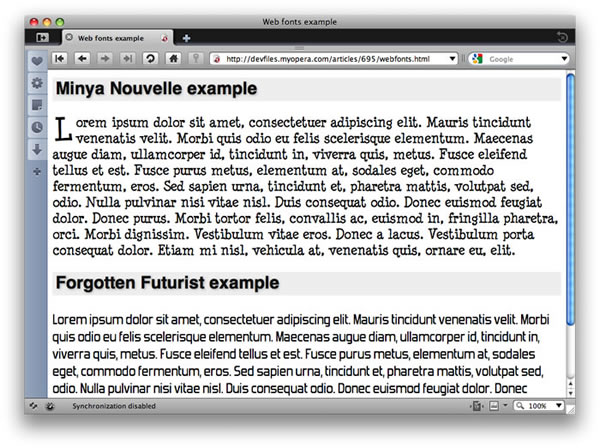 Web fonts example
Web fonts example
http://devfiles.myopera.com/articles/695/webfonts.html
Google
Minya Nouvelle example
Lorem ipsum dolor sit amet, consectetuer adipiscing elit. Mauris tincidunt
venenatis velit. Morbi quis odio eu felis scelerisque elementum. Maecenas
augue diam, ullamcorper id, tincidunt in, viverra quis, metus. Fusce eleifend
tellus et est. Fusce purus metus, elementum at, sodales eget, commodo
fermentum, eros. Sed sapien urna, tincidunt et, pharetra mattis, volutpat sed,
odio. Nulla pulvinar nisi vitae nisl. Duis consequat odio. Donec euismod feugiat
dolor. Donec purus. Morbi tortor felis, convallis ac, euismod in, fringilla pharetra,
orci. Morbi dignissim. Vestibulum vitae eros. Donec a lacus. Vestibulum porta
consequat dolor. Etiam mi nisl, vehicula at, venenatis quis, ornare eu, elit.
Forgotten Futurist example
Lorem ipsum dolor sit amet, consectetuer adipiscing elit. Mauris tincidunt venenatis velit. Morbi
quis odio eu felis scelerisque elementum. Maecenas augue diam, ullamcorper id, tincidunt in,
viverra quis, metus. Fusce eleifend tellus et est. Fusce purus metus, elementum at, sodales
eget, commodo fermentum, eros. Sed sapien urna, tincidunt et, pharetra mattis, volutpat sed,
odio. Nulla pulvinar nisi vitae nisl. Duis consequat odio. Donec euismod feugiat dolor. Donec
Synchronization disabled
100%